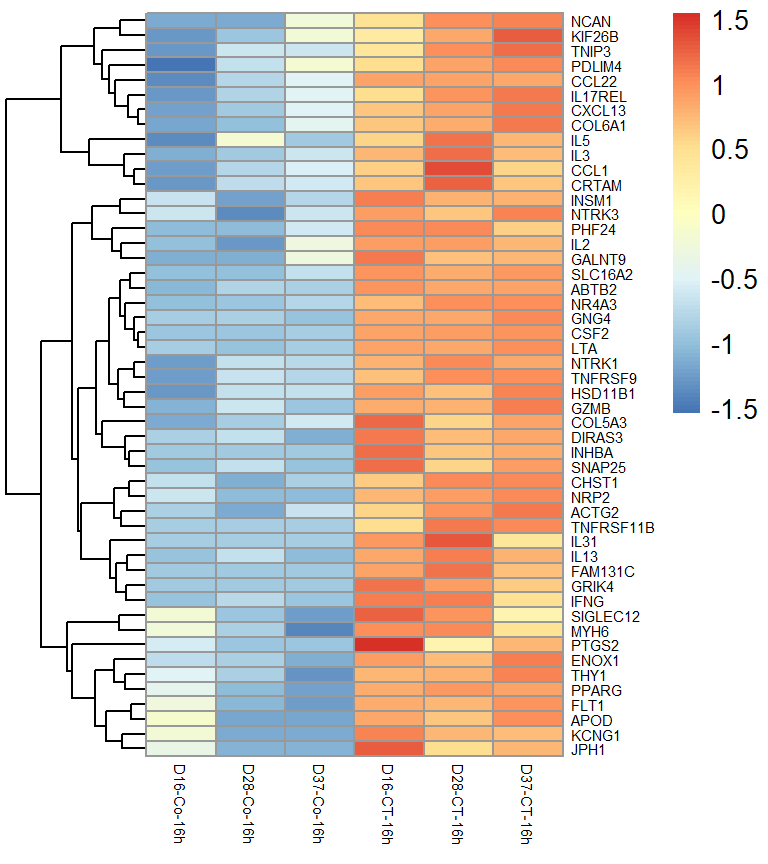 NCAN
KIF26B
TNIP3
PDLIM4
CCL22
IL17REL
CXCL13
COL6A1
IL5
IL3
CCL1
CRTAM
INSM1
NTRK3
PHF24
IL2
GALNT9
SLC16A2
ABTB2
NR4A3
GNG4
CSF2
LTA
NTRK1
TNFRSF9
HSD11B1
GZMB
COL5A3
DIRAS3
INHBA
SNAP25
CHST1
NRP2
ACTG2
TNFRSF11B
IL31
IL13
FAM131C
GRIK4
IFNG
SIGLEC12
MYH6
PTGS2
ENOX1
THY1
PPARG
FLT1
APOD
KCNG1
JPH1
1.5
1
0.5
0
-0.5
-1
-1.5
D16-Co-16h
D28-Co-16h
D37-Co-16h
D16-CT-16h
D28-CT-16h
D37-CT-16h